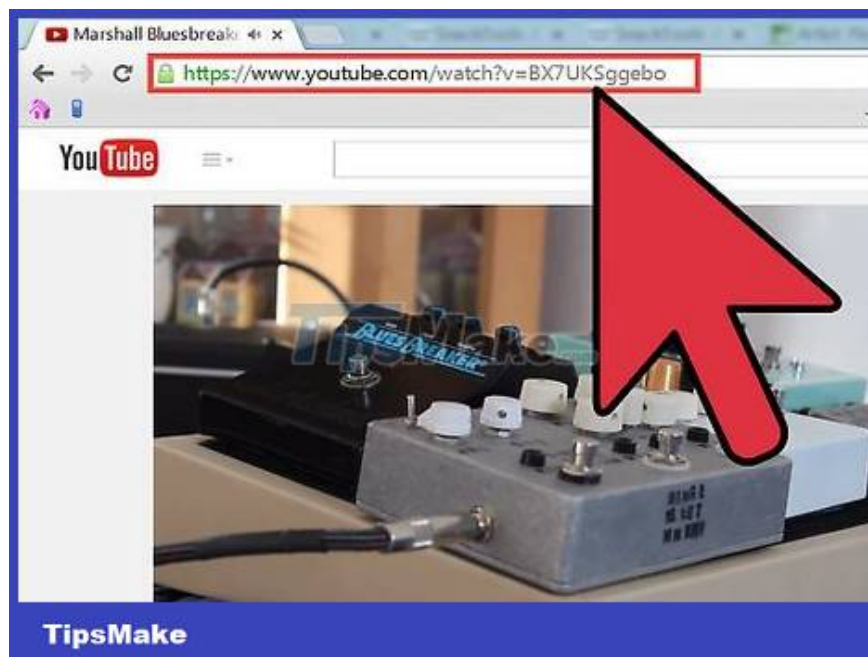 Marshall Bluesbreak
https://www.youtube.com/watch?v=BX7UKSggebo
YouTube
TipsMake
BLUESBREAKER
TipsMake